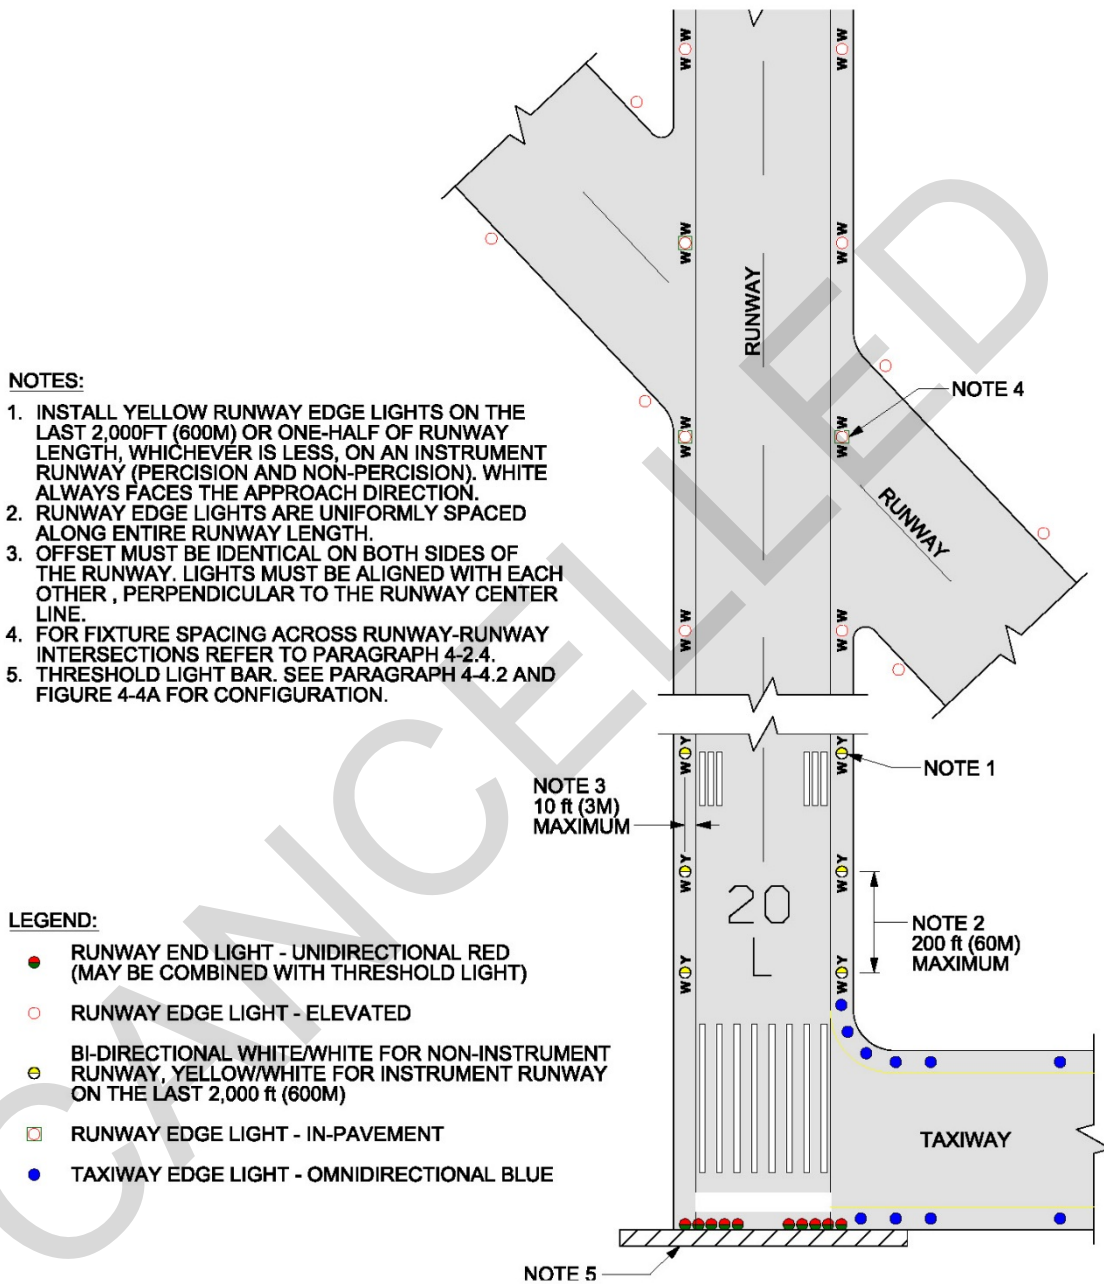 NOTES:
1. INSTALL YELLOW RUNWAY EDGE LIGHTS ON THE
LAST 2,000FT (600M) OR ONE-HALF OF RUNWAY
LENGTH, WHICHEVER IS LESS, ON AN INSTRUMENT
RUNWAY (PERCISION AND NON-PERCISION). WHITE
ALWAYS FACES THE APPROACH DIRECTION.
2. RUNWAY EDGE LIGHTS ARE UNIFORMLY SPACED
ALONG ENTIRE RUNWAY LENGTH.
3. OFFSET MUST BE IDENTICAL ON BOTH SIDES OF
THE RUNWAY. LIGHTS MUST BE ALIGNED WITH EACH
OTHER , PERPENDICULAR TO THE RUNWAY CENTER
LINE.
4. FOR FIXTURE SPACING ACROSS RUNWAY-RUNWAY
INTERSECTIONS REFER TO PARAGRAPH 4-2.4.
5. THRESHOLD LIGHT BAR. SEE PARAGRAPH 4-4.2 AND
FIGURE 4-4A FOR CONFIGURATION.
LEGEND:
RUNWAY END LIGHT - UNIDIRECTIONAL RED
(MAY BE COMBINED WITH THRESHOLD LIGHT)
RUNWAY EDGE LIGHT - ELEVATED
BI-DIRECTIONAL WHITE/WHITE FOR NON-INSTRUMENT
RUNWAY, YELLOW/WHITE FOR INSTRUMENT RUNWAY
ON THE LAST 2,000 ft (600M)
RUNWAY EDGE LIGHT - IN-PAVEMENT
TAXIWAY EDGE LIGHT - OMNIDIRECTIONAL BLUE
W W
W W
W W
W W
RUNWAY
W W
W W
NOTE 4
RUNWAY
W W
W W
W Y
W Y
NOTE 1
NOTE 3
10 ft (3M)
MAXIMUM
W Y
W Y
20
L
NOTE 2
200 ft (60M)
MAXIMUM
W Y
W Y
TAXIWAY
NOTE 5
CANCELLED